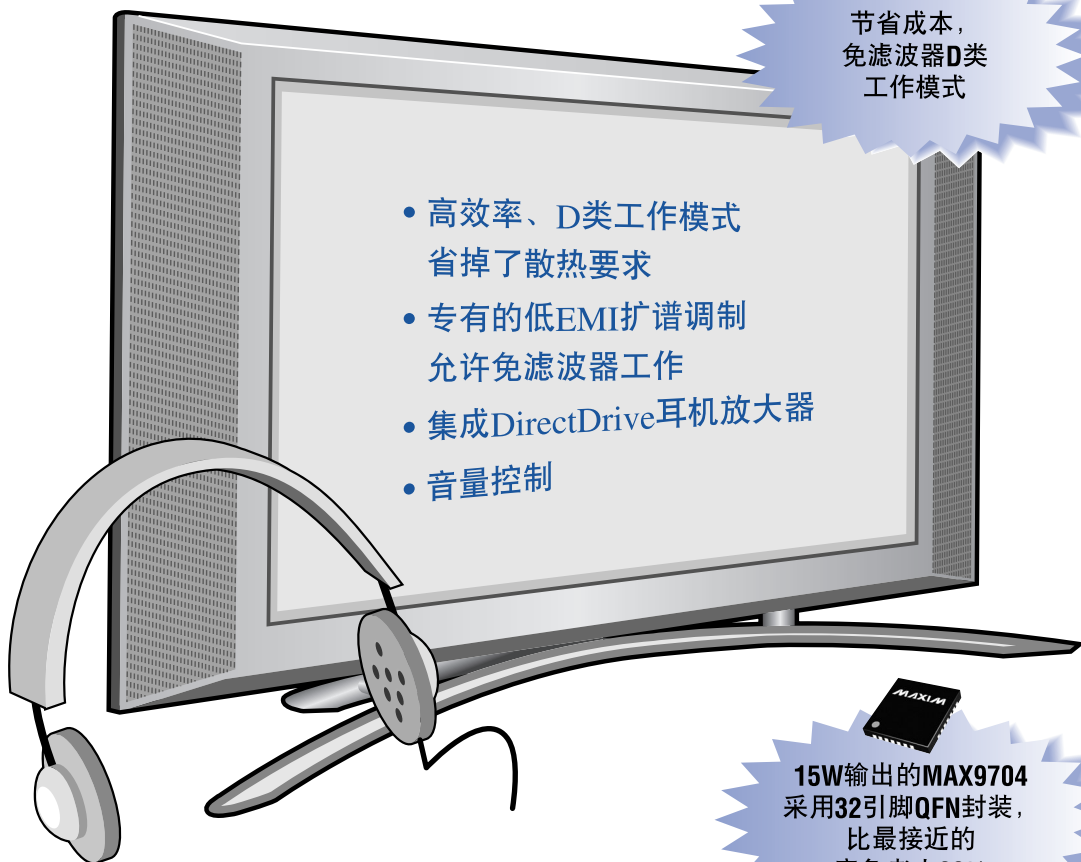 节省成本，
免滤波器D类
工作模式
• 高效率、D类工作模式
省掉了散热要求
• 专有的低EMI扩谱调制
允许免滤波器工作
• 集成DirectDrive耳机放大器
• 音量控制
MAXIM
15W输出的MAX9704
采用32引脚QFN封装，
比最接近的